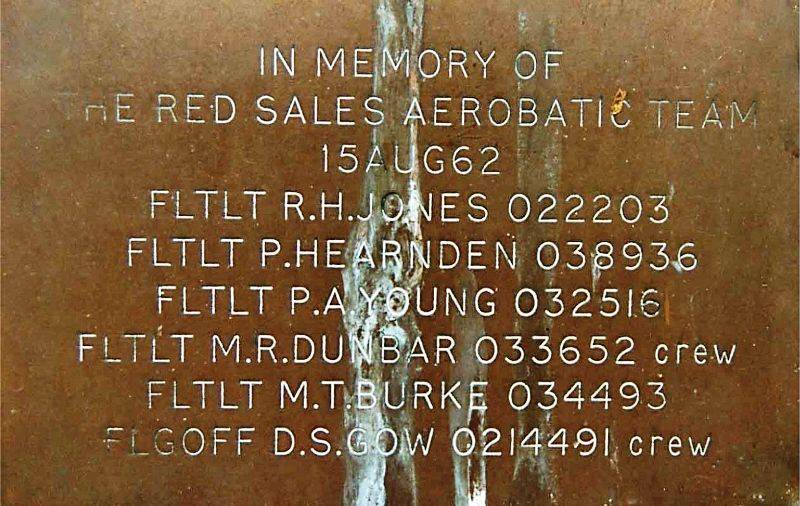 IN MEMORY OF
THE RED SALES AEROBATIC TEAM
15AUG62
FLTLT R.H.JONES 022203
FLTLT P.HEARNDEN 038936
FLTLT P.A YOUNG 032516
FLTLT M.R.DUNBAR 033652 crew
FLTLT M.T.BURKE 034493
FLGOFF D.S.GOW 0214491 crew